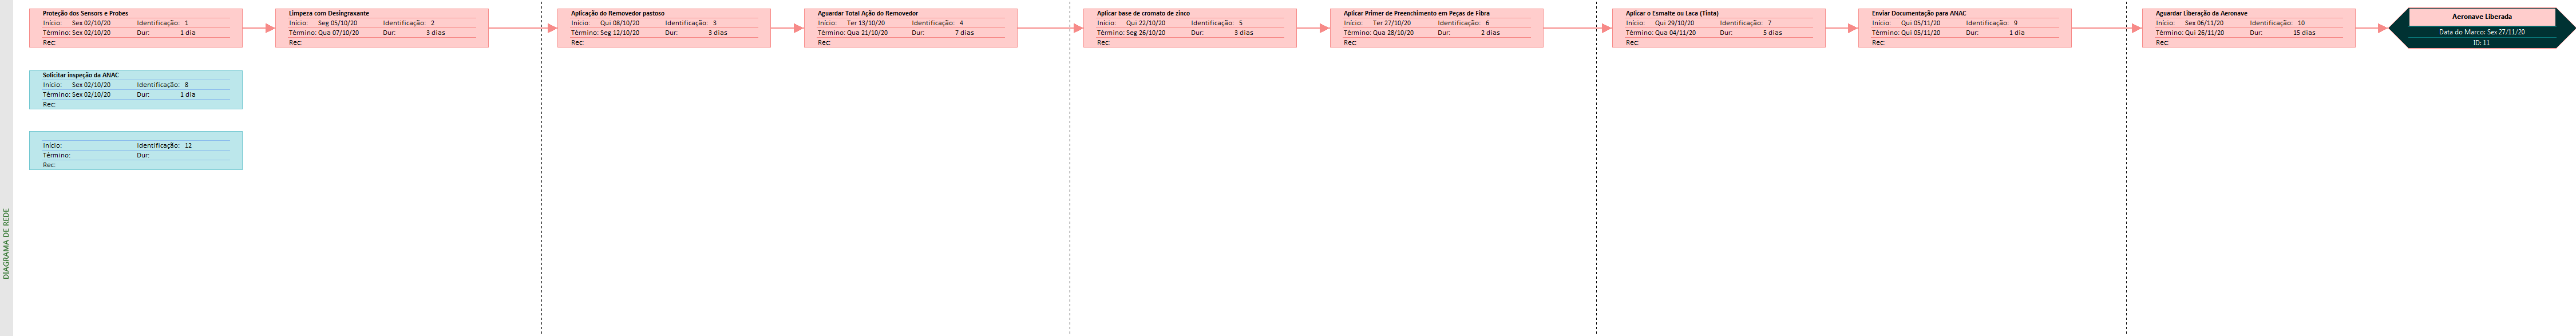 Proteção dos Sensors e Probes
Início: Sex 02/10/20 Identificação: 1
Término: Sex 02/10/20 Dur: 1 dia
Rec:
Limpeza com Desingraxante
Início: Seg 05/10/20 Identificação: 2
Término: Qua 07/10/20 Dur: 3 dias
Rec:
Aplicação do Removedor pastoso
Início: Qui 08/10/20 Identificação: 3
Término: Seg 12/10/20 Dur: 3 dias
Rec:
Aguardar Total Ação do Removedor
Início: Ter 13/10/20 Identificação: 4
Término: Qua 21/10/20 Dur: 7 dias
Rec:
Aplicar base de cromato de zinco
Início: Qui 22/10/20 Identificação: 5
Término: Seg 26/10/20 Dur: 3 dias
Rec:
Aplicar Primer de Preenchimento em Peças de Fibra
Início: Ter 27/10/20 Identificação: 6
Término: Qua 28/10/20 Dur: 2 dias
Rec:
Aplicar o Esmalte ou Laca (Tinta)
Início: Qui 29/10/20 Identificação: 7
Término: Qua 04/11/20 Dur: 5 dias
Rec:
Enviar Documentação para ANAC
Início: Qui 05/11/20 Identificação: 9
Término: Qui 05/11/20 Dur: 1 dia
Rec:
Aguardar Liberação da Aeronave
Início: Sex 06/11/20 Identificação: 10
Término: Qui 26/11/20 Dur: 15 dias
Rec:
Aeronave Liberada
Data do Marco: Sex 27/11/20
ID: 11
Solicitar inspeção da ANAC
Início: Sex 02/10/20 Identificação: 8
Término: Sex 02/10/20 Dur: 1 dia
Rec:
Início: Identificação: 12
Término: Dur:
Rec:
DIAGRAMA DE REDE